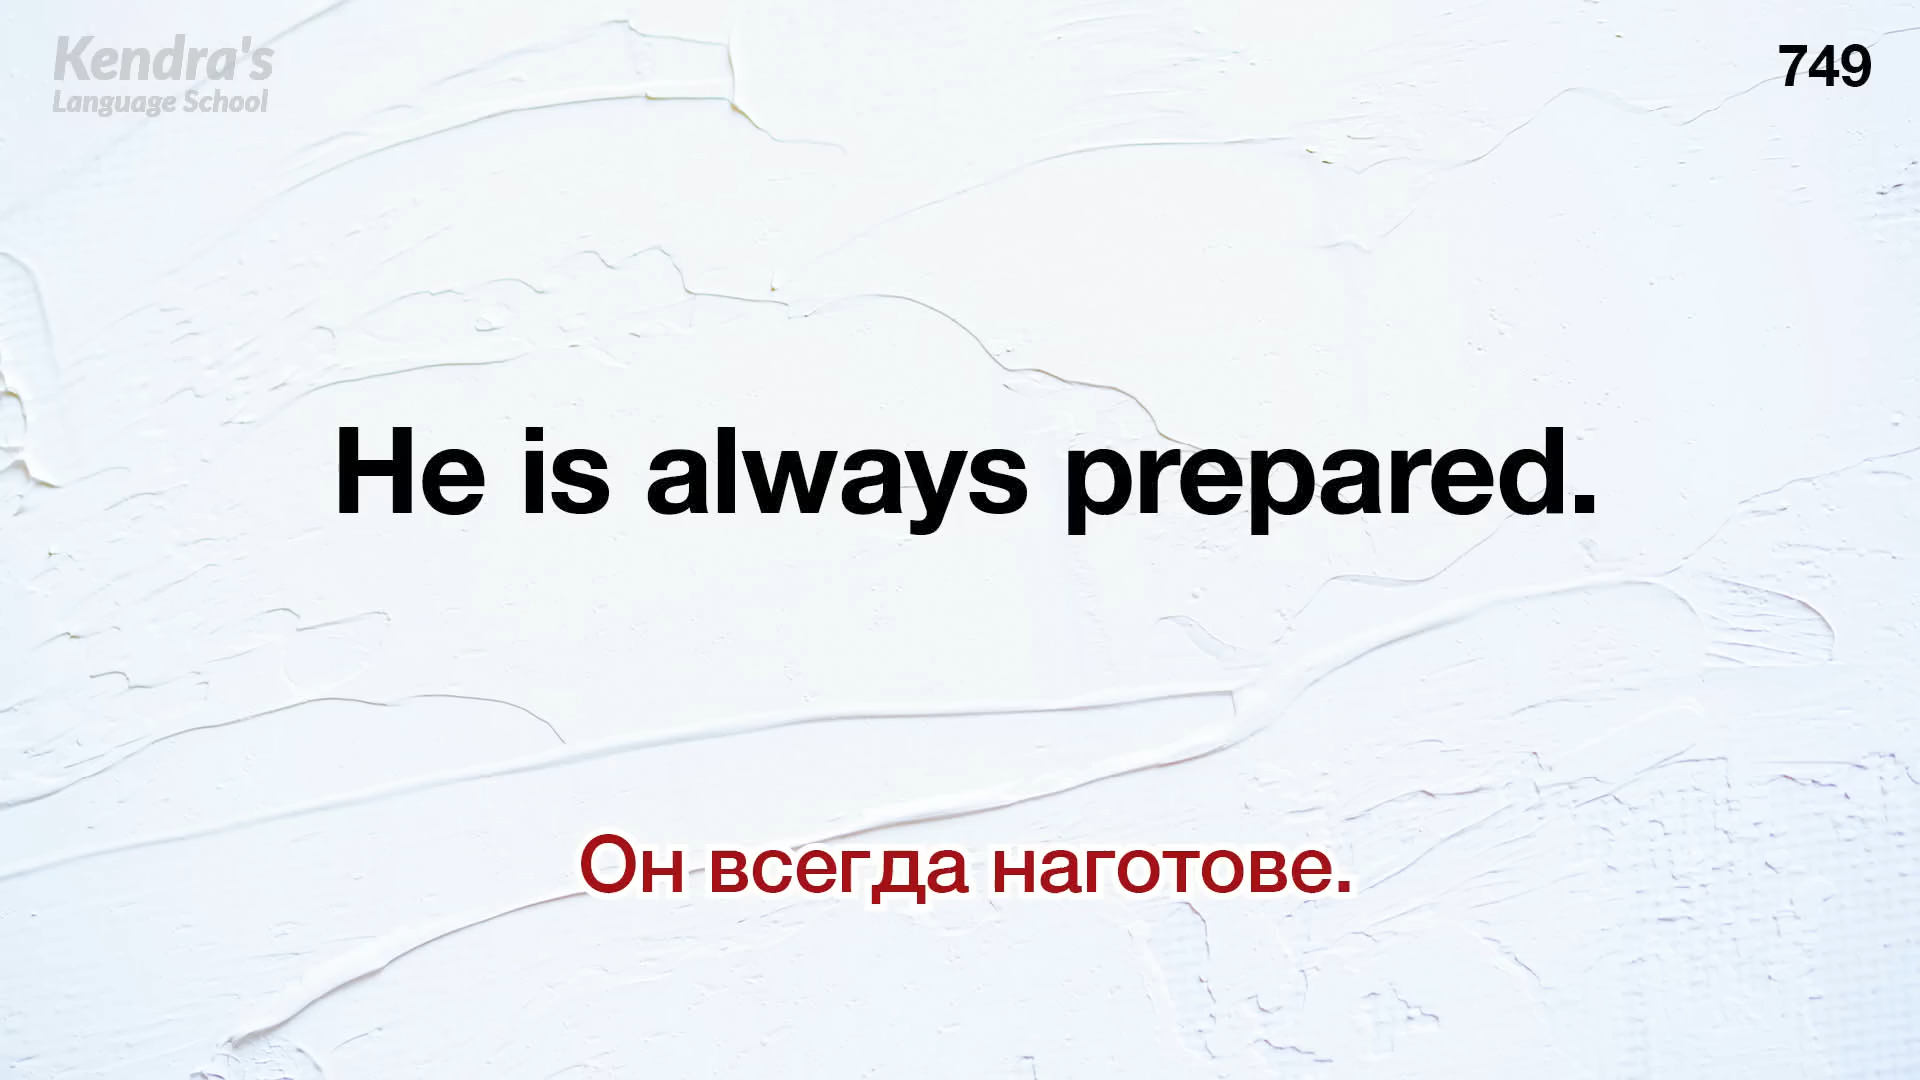 Kendra's
Language School
749
He is always prepared.
Он всегда наготове.